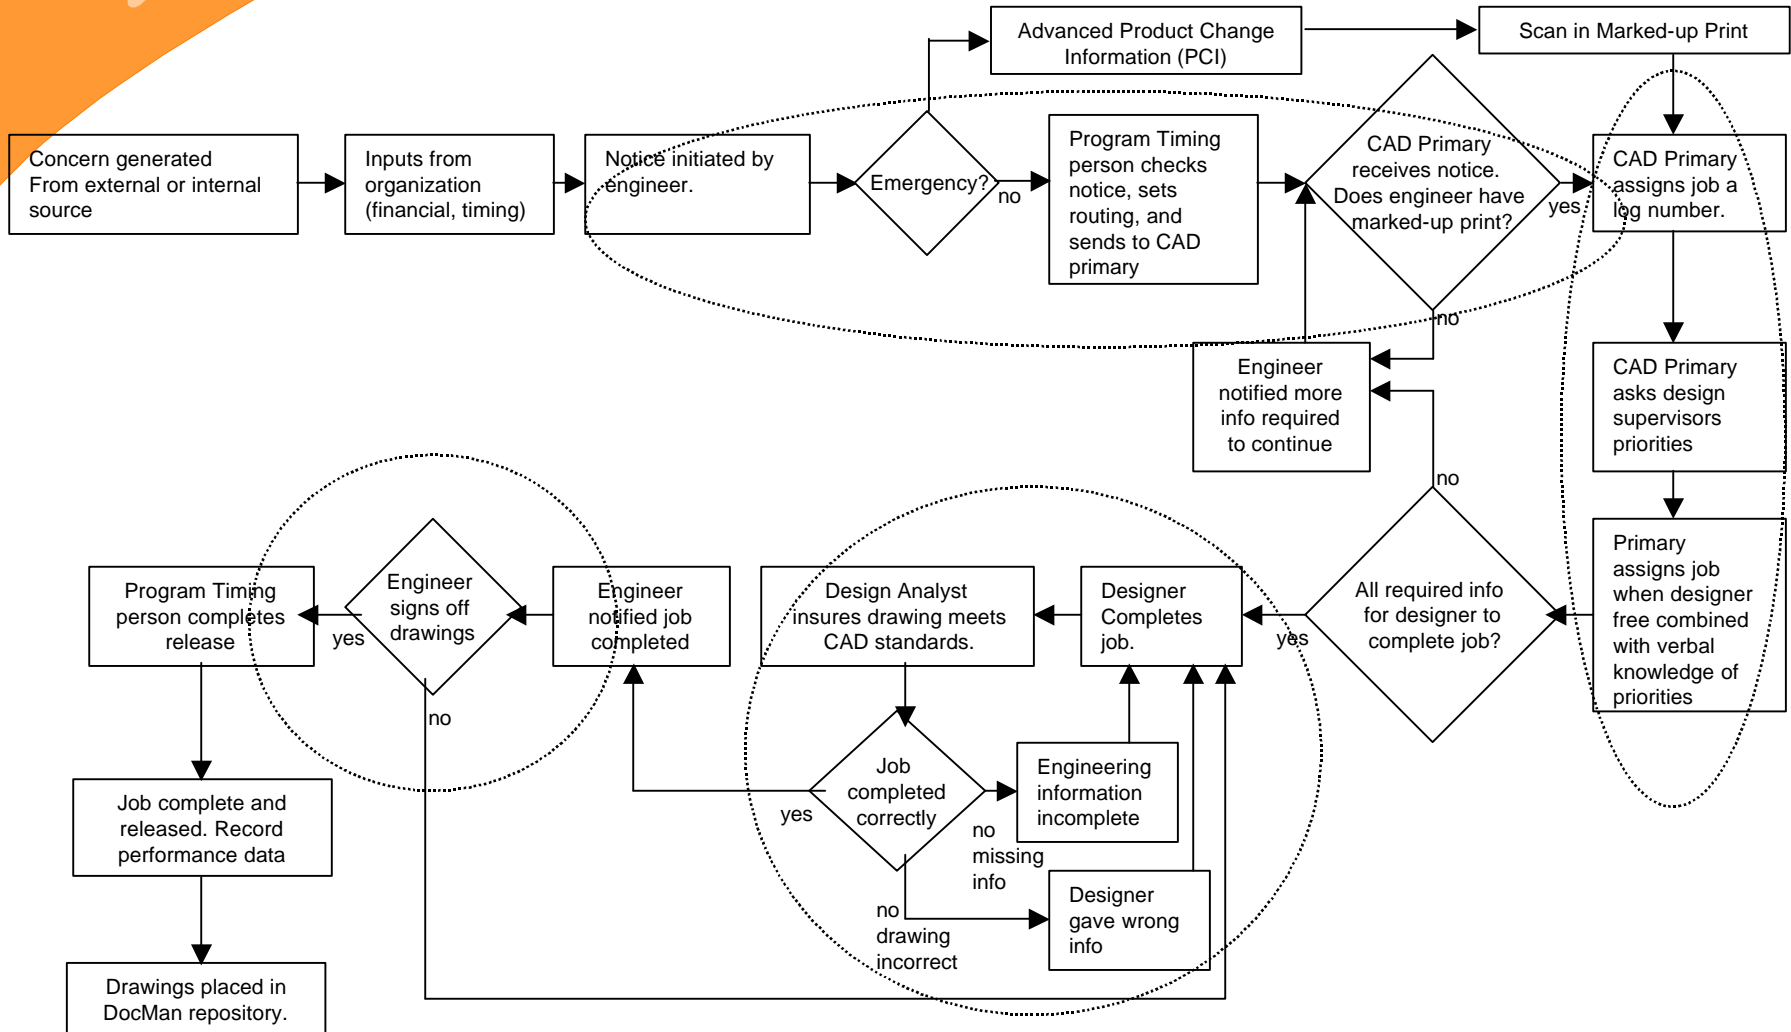 Advanced Product Change
Information (PCI)
Scan in Marked-up Print
Concern generated
From external or internal
source
Inputs from
organization
(financial, timing)
Notice initiated by
engineer.
Emergency?
no
Program Timing
person checks
notice, sets
routing, and
sends to CAD
primary
CAD Primary
receives notice.
Does engineer have
marked-up print?
yes
no
CAD Primary
assigns job a
log number.
Engineer
notified more
info required
to continue
CAD Primary
asks design
supervisors
priorities
no
Primary
assigns job
when designer
free combined
with verbal
knowledge of
priorities
All required info
for designer to
complete job?
yes
Designer
Completes
job.
Design Analyst
insures drawing meets
CAD standards.
Engineer
notified job
completed
Engineer
signs off
drawings
yes
no
Program Timing
person completes
release
Job
completed
correctly
yes
no
missing
info
Engineering
information
incomplete
no
drawing
incorrect
Designer
gave wrong
info
Job complete and
released. Record
performance data
Drawings placed in
DocMan repository.